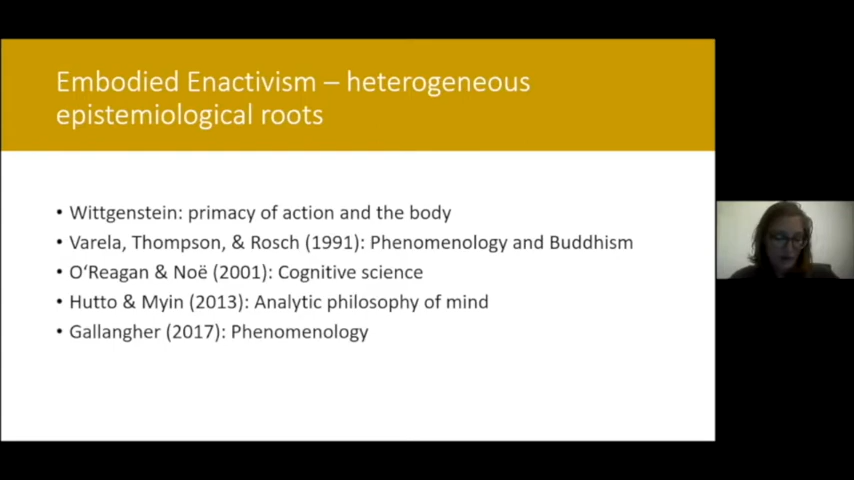 Embodied Enactivism – heterogeneous
epistemiological roots
• Wittgenstein: primacy of action and the body
• Varela, Thompson, & Rosch (1991): Phenomenology and Buddhism
• O‘Reagan & Noë (2001): Cognitive science
• Hutto & Myin (2013): Analytic philosophy of mind
• Gallangher (2017): Phenomenology